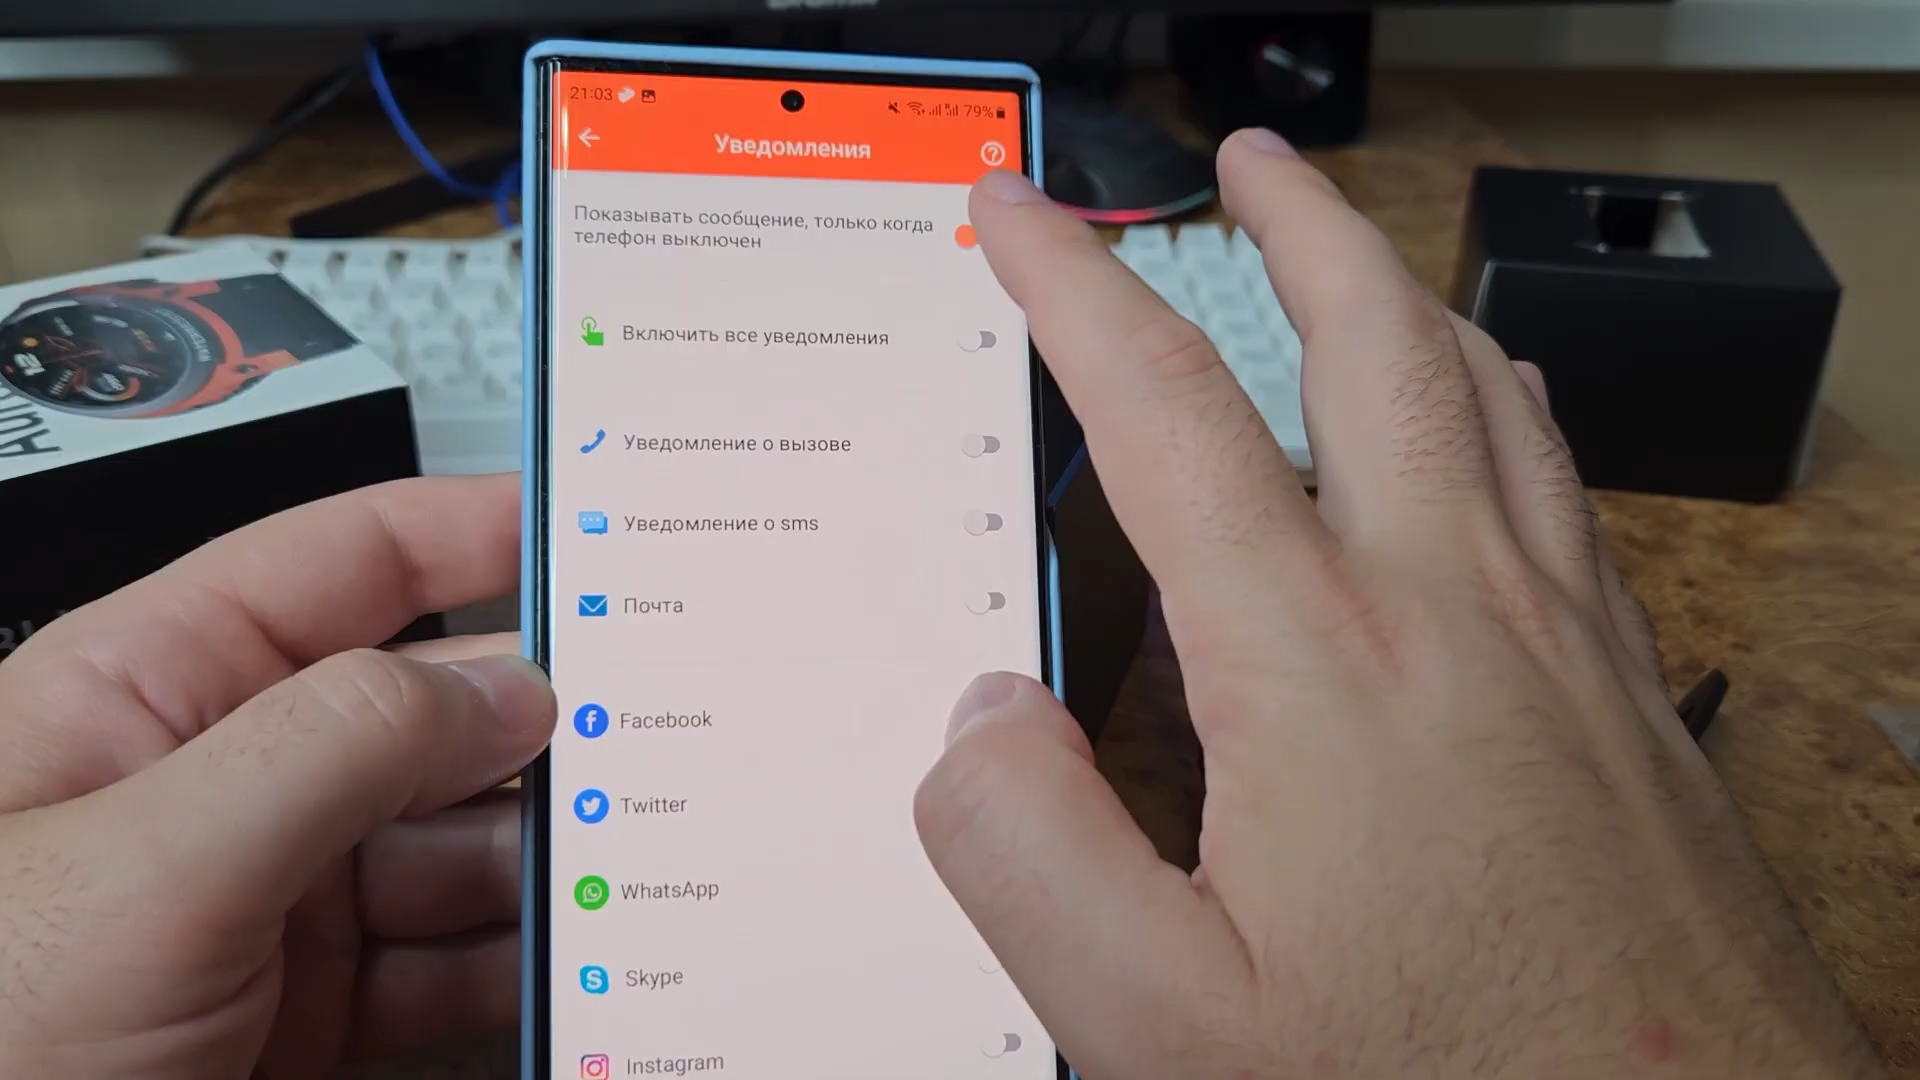 21:03
79%
Уведомления
Показывать сообщение, только когда
телефон выключен
Включить все уведомления
Уведомление о вызове
Уведомление о sms
Почта
Facebook
Twitter
WhatsApp
Skype
Instagram